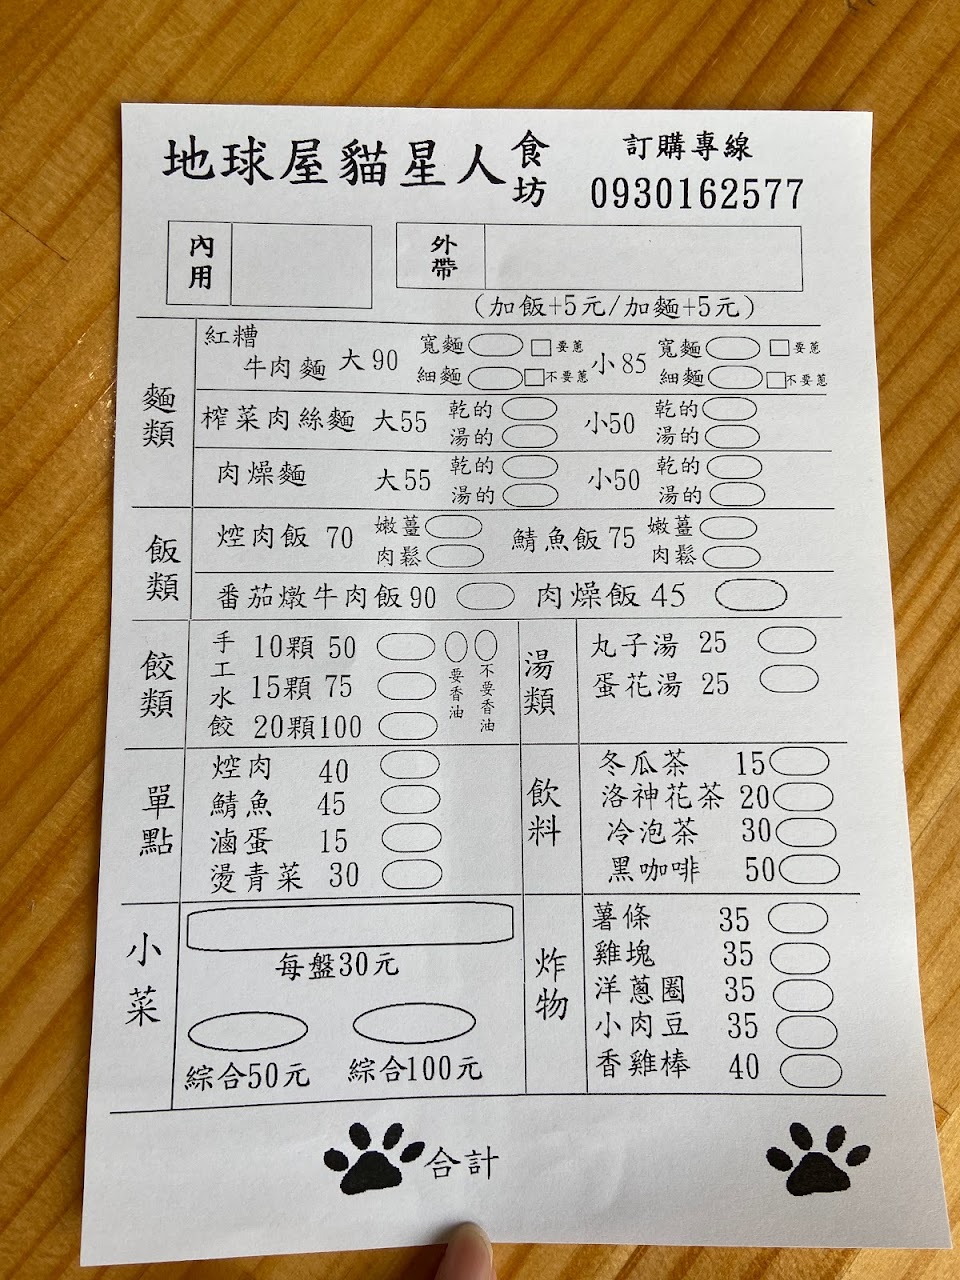 地球屋貓星人食坊
訂購專線
0930162577
內用
外帶
(加飯+5元/加麵+5元)
麵類
紅糟牛肉麵 大90 寬麵 要蔥 細麵 不要蔥 小85 寬麵 要蔥 細麵 不要蔥
榨菜肉絲麵 大55 乾的 湯的 小50 乾的 湯的
肉燥麵 大55 乾的 湯的 小50 乾的 湯的
飯類
焢肉飯 70 嫩薑 肉鬆 鯖魚飯 75 嫩薑 肉鬆
番茄燉牛肉飯 90 肉燥飯 45
餃類
手工水餃
10顆 50
15顆 75
20顆100
要香油
不要香油
湯類
丸子湯 25
蛋花湯 25
單點
焢肉 40
鯖魚 45
滷蛋 15
燙青菜 30
飲料
冬瓜茶 15
洛神花茶 20
冷泡茶 30
黑咖啡 50
小菜
每盤30元
綜合50元 綜合100元
炸物
薯條 35
雞塊 35
洋蔥圈 35
小肉豆 35
香雞棒 40
合計